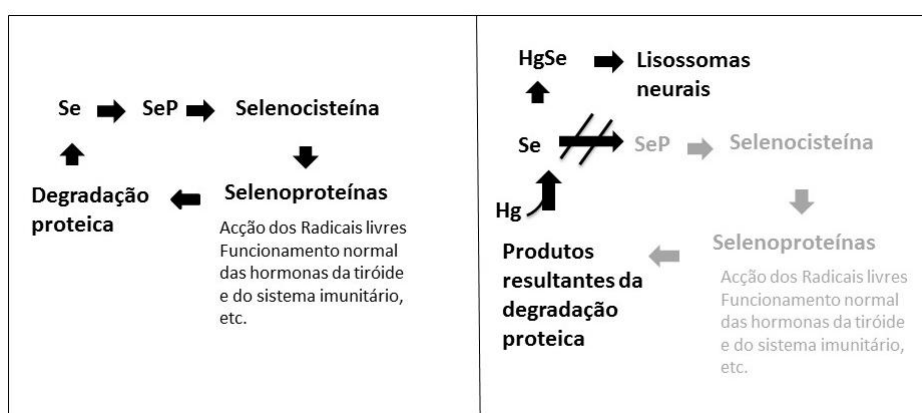 Se SeP Selenocisteína
Degradação
proteica
Selenoproteínas
Acção dos Radicais livres
Funcionamento normal
das hormonas da tiróide
e do sistema imunitário,
etc.
HgSe Lisossomas
neurais
Se SeP Selenocisteína
Hg
Produtos
resultantes da
degradação
proteica
Selenoproteínas
Acção dos Radicais livres
Funcionamento normal
das hormonas da tiróide
e do sistema imunitário,
etc.